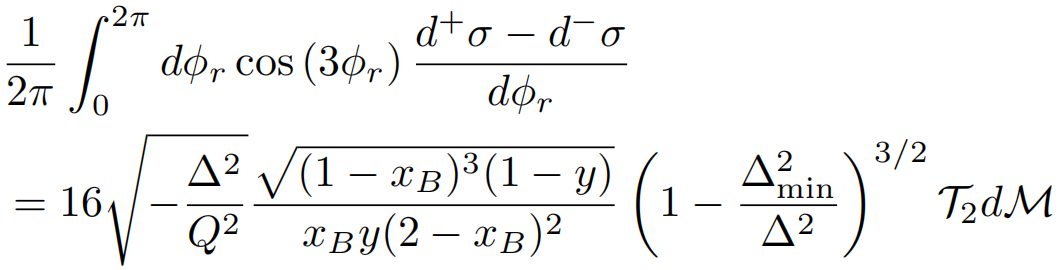 \frac{1}{2\pi} \int_0^{2\pi} d\phi_r \cos(3\phi_r) \frac{d^+\sigma - d^-\sigma}{d\phi_r}
= 16 \sqrt{-\frac{\Delta^2}{Q^2}} \frac{\sqrt{(1 - x_B)^3(1 - y)}}{x_B y(2 - x_B)^2} \left(1 - \frac{\Delta^2_{\min}}{\Delta^2}\right)^{3/2} \mathcal{T}_2 d\mathcal{M}